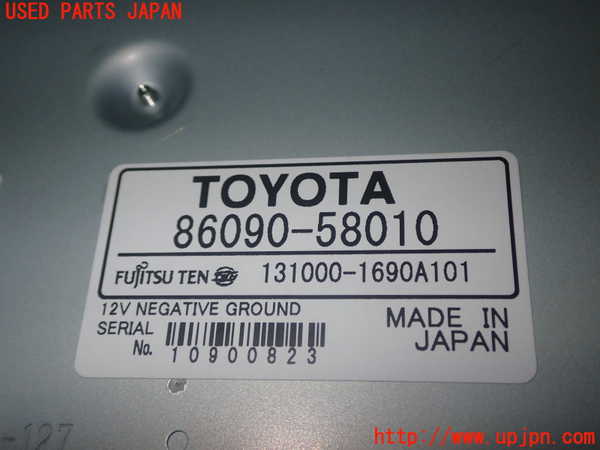 USED PARTS JAPAN
TOYOTA
86090-58010
FUJITSU TEN 131000-1690A101
12V NEGATIVE GROUND
SERIAL No. 10900823
MADE IN JAPAN
-127
http://www.upjpn.com